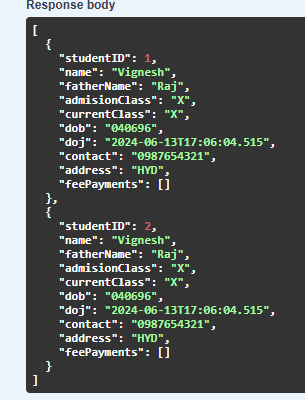 Response body
[
  {
    "studentID": 1,
    "name": "Vignesh",
    "fatherName": "Raj",
    "admisionClass": "X",
    "currentClass": "X",
    "dob": "040696",
    "doj": "2024-06-13T17:06:04.515",
    "contact": "0987654321",
    "address": "HYD",
    "feePayments": []
  },
  {
    "studentID": 2,
    "name": "Vignesh",
    "fatherName": "Raj",
    "admisionClass": "X",
    "currentClass": "X",
    "dob": "040696",
    "doj": "2024-06-13T17:06:04.515",
    "contact": "0987654321",
    "address": "HYD",
    "feePayments": []
  }
]